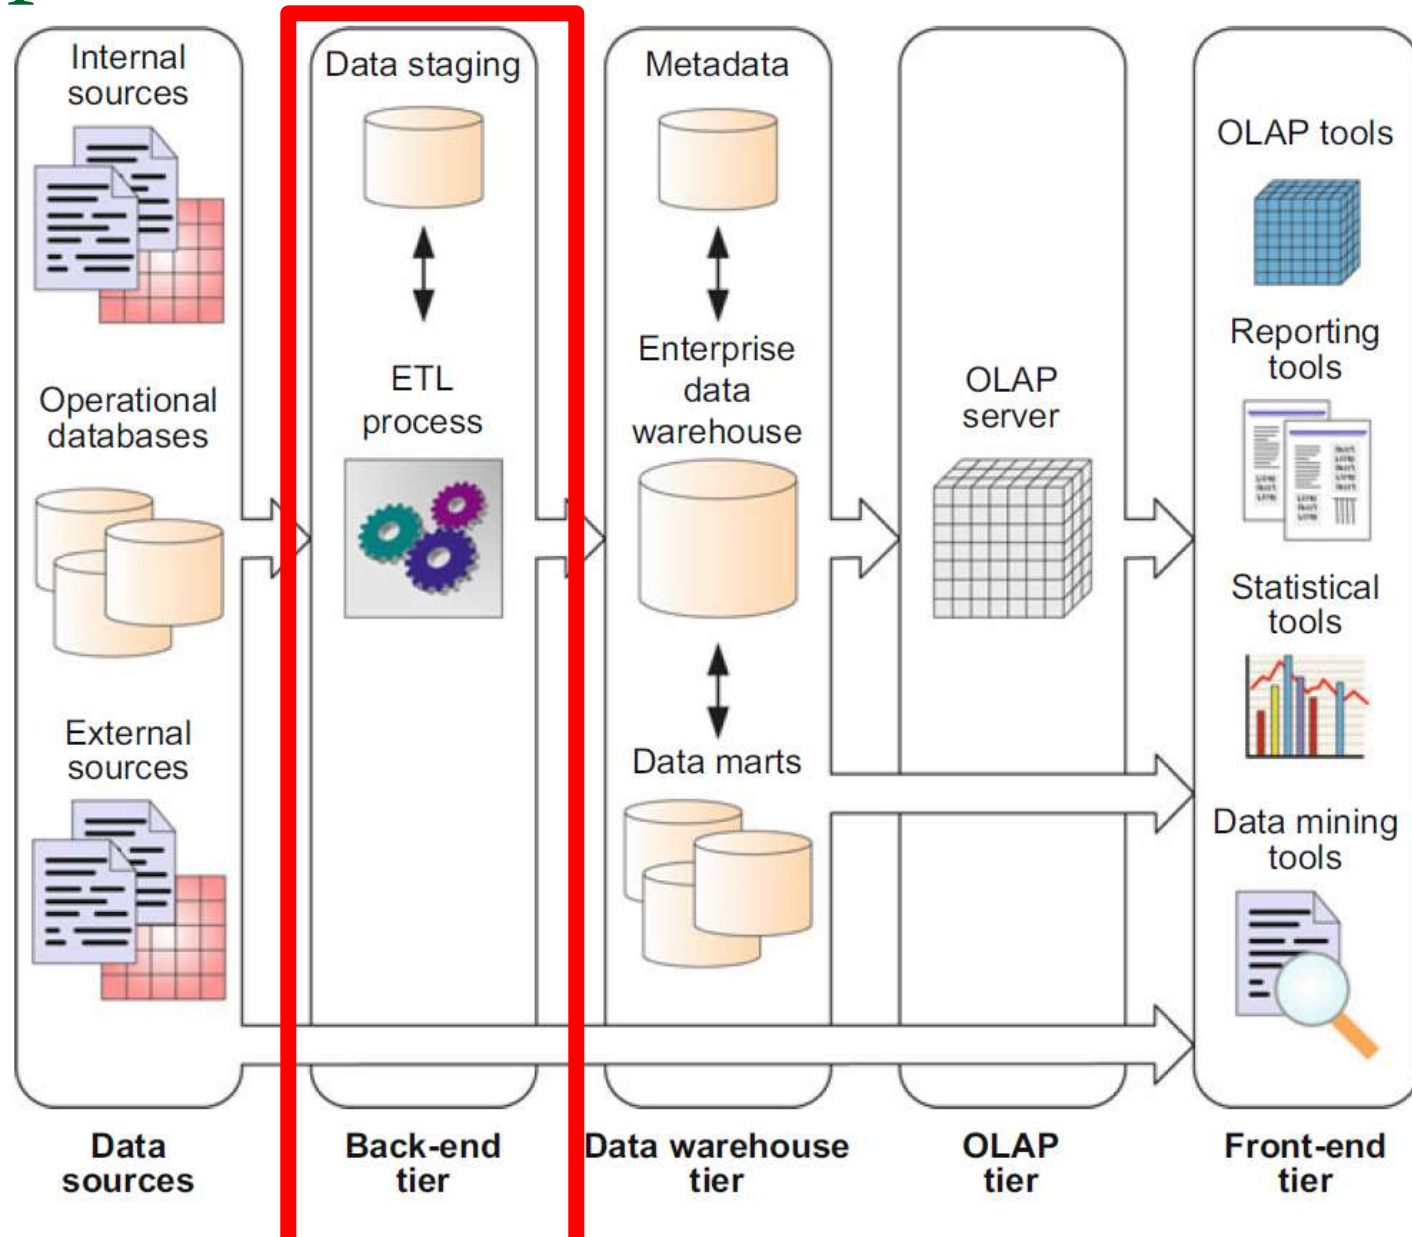 Internal
sources
Operational
databases
External
sources
Data
sources
Data staging
ETL
process
Back-end
tier
Metadata
Enterprise
data
warehouse
Data marts
Data warehouse
tier
OLAP
server
OLAP
tier
OLAP tools
Reporting
tools
Statistical
tools
Data mining
tools
Front-end
tier